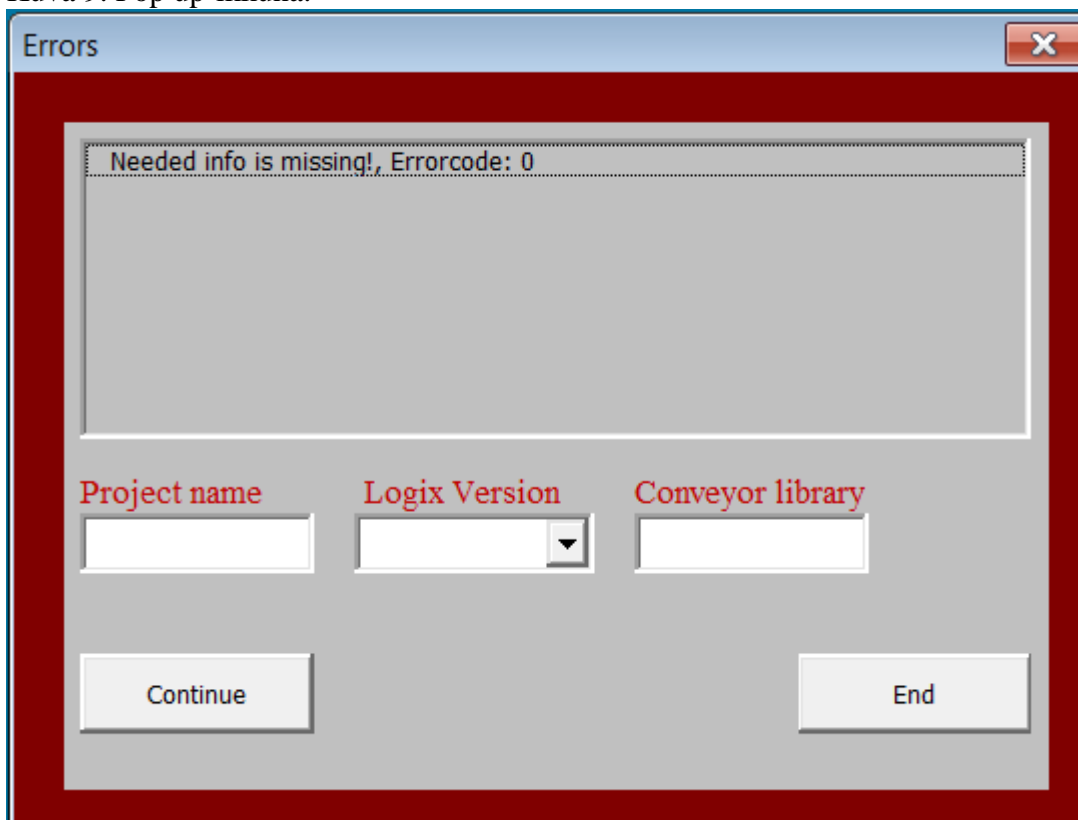 Errors
Needed info is missing!, Errorcode: 0
Project name Logix Version Conveyor library
Continue End